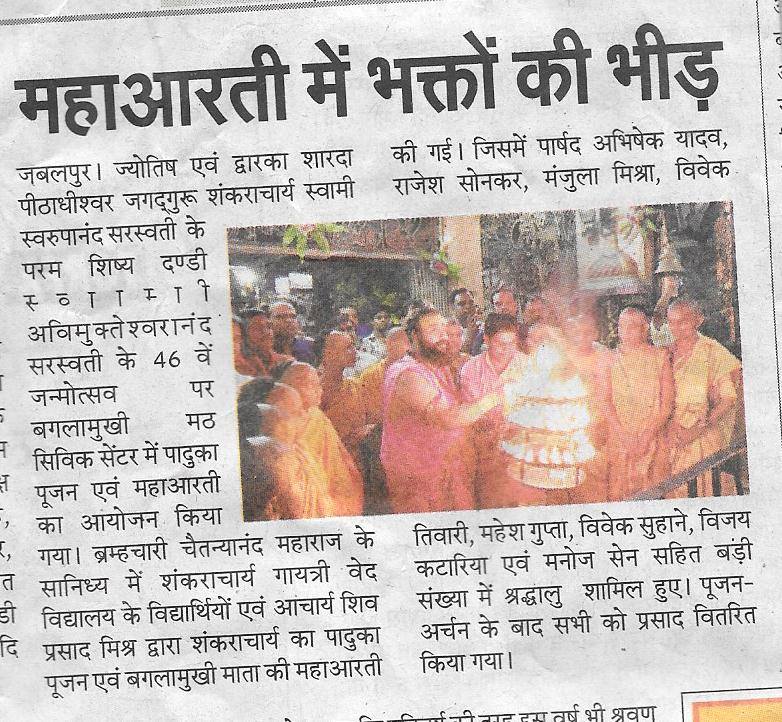 महाआरती में भक्तों की भीड़
जबलपुर। ज्योतिष एवं द्वारका शारदा
पीठाधीश्वर जगद्गुरू शंकराचार्य स्वामी
स्वरुपानंद सरस्वती के
परम शिष्य दण्डी
स्वामी
अविमुक्तेश्वरानंद
सरस्वती के 46 वें
जन्मोत्सव पर
बगलामुखी मठ
सिविक सेंटर में पादुका
पूजन एवं महाआरती
का आयोजन किया
गया। ब्रम्हचारी चैतन्यानंद महाराज के
सानिध्य में शंकराचार्य गायत्री वेद
विद्यालय के विद्यार्थियों एवं आचार्य शिव
प्रसाद मिश्र द्वारा शंकराचार्य का पादुका
पूजन एवं बगलामुखी माता की महाआरती
की गई। जिसमें पार्षद अभिषेक यादव,
राजेश सोनकर, मंजुला मिश्रा, विवेक
तिवारी, महेश गुप्ता, विवेक सुहाने, विजय
कटारिया एवं मनोज सेन सहित बंड़ी
संख्या में श्रद्धालु शामिल हुए। पूजन-
अर्चन के बाद सभी को प्रसाद वितरित
किया गया।
की तरह इस वर्ष भी श्रवण